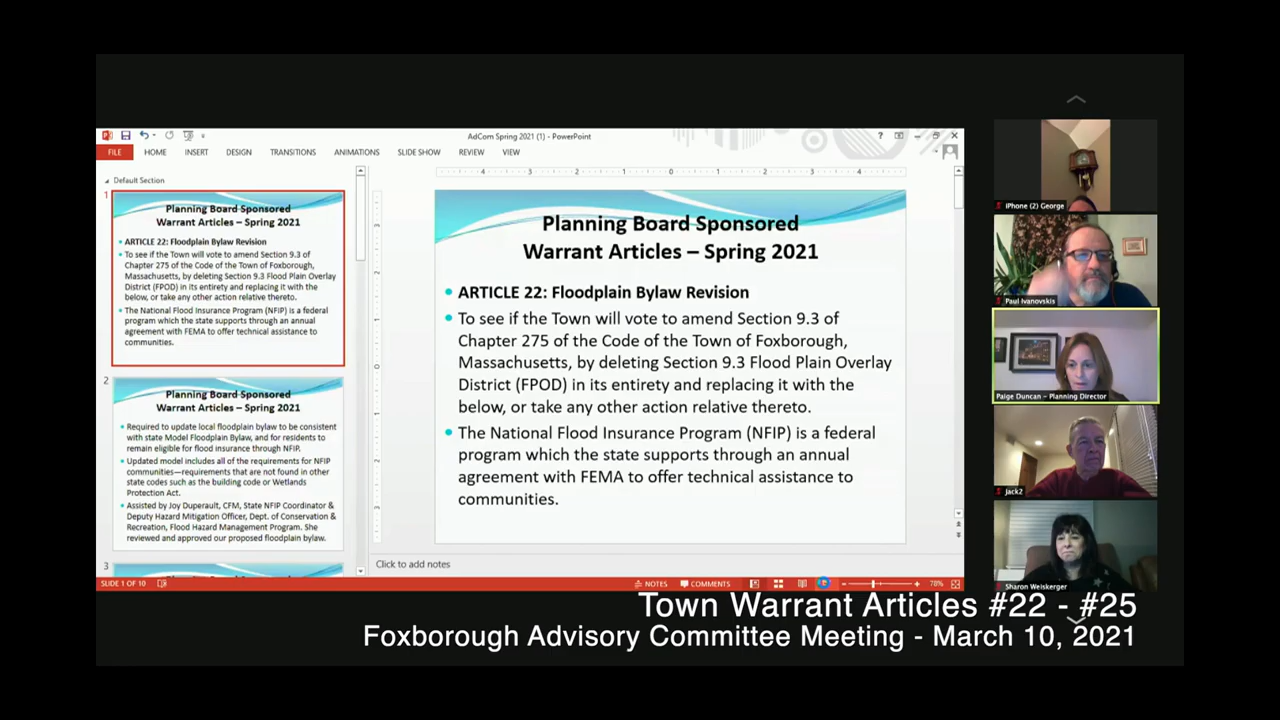 AdCom Spring 2021 (1) - PowerPoint
FILE HOME INSERT DESIGN TRANSITIONS ANIMATIONS SLIDE SHOW REVIEW VIEW
Default Section
1
Planning Board Sponsored
Warrant Articles – Spring 2021
ARTICLE 22: Floodplain Bylaw Revision
To see if the Town will vote to amend Section 9.3 of
Chapter 275 of the Code of the Town of Foxborough,
Massachusetts, by deleting Section 9.3 Flood Plain Overlay
District (FPOD) in its entirety and replacing it with the
below, or take any other action relative thereto.
The National Flood Insurance Program (NFIP) is a federal
program which the state supports through an annual
agreement with FEMA to offer technical assistance to
communities.
2
Planning Board Sponsored
Warrant Articles – Spring 2021
Required to update local floodplain bylaw to be consistent
with state Model Floodplain Bylaw, and for residents to
remain eligible for flood insurance through NFIP.
Updated model includes all of the requirements for NFIP
communities—requirements that are not found in other
state codes such as the building code or Wetlands
Protection Act.
Assisted by Joy Duperault, CFM, State NFIP Coordinator &
Deputy Hazard Mitigation Officer, Dept. of Conservation &
Recreation, Flood Hazard Management Program. She
reviewed and approved our proposed floodplain bylaw.
3
Planning Board Sponsored
Warrant Articles – Spring 2021
• ARTICLE 22: Floodplain Bylaw Revision
• To see if the Town will vote to amend Section 9.3 of
Chapter 275 of the Code of the Town of Foxborough,
Massachusetts, by deleting Section 9.3 Flood Plain Overlay
District (FPOD) in its entirety and replacing it with the
below, or take any other action relative thereto.
• The National Flood Insurance Program (NFIP) is a federal
program which the state supports through an annual
agreement with FEMA to offer technical assistance to
communities.
Click to add notes
SLIDE 1 OF 10
NOTES COMMENTS 78%
iPhone (2) George
Paul Ivanovskis
Paige Duncan - Planning Director
Jack2
Sharon Weiskerger
Town Warrant Articles #22 - #25
Foxborough Advisory Committee Meeting - March 10, 2021